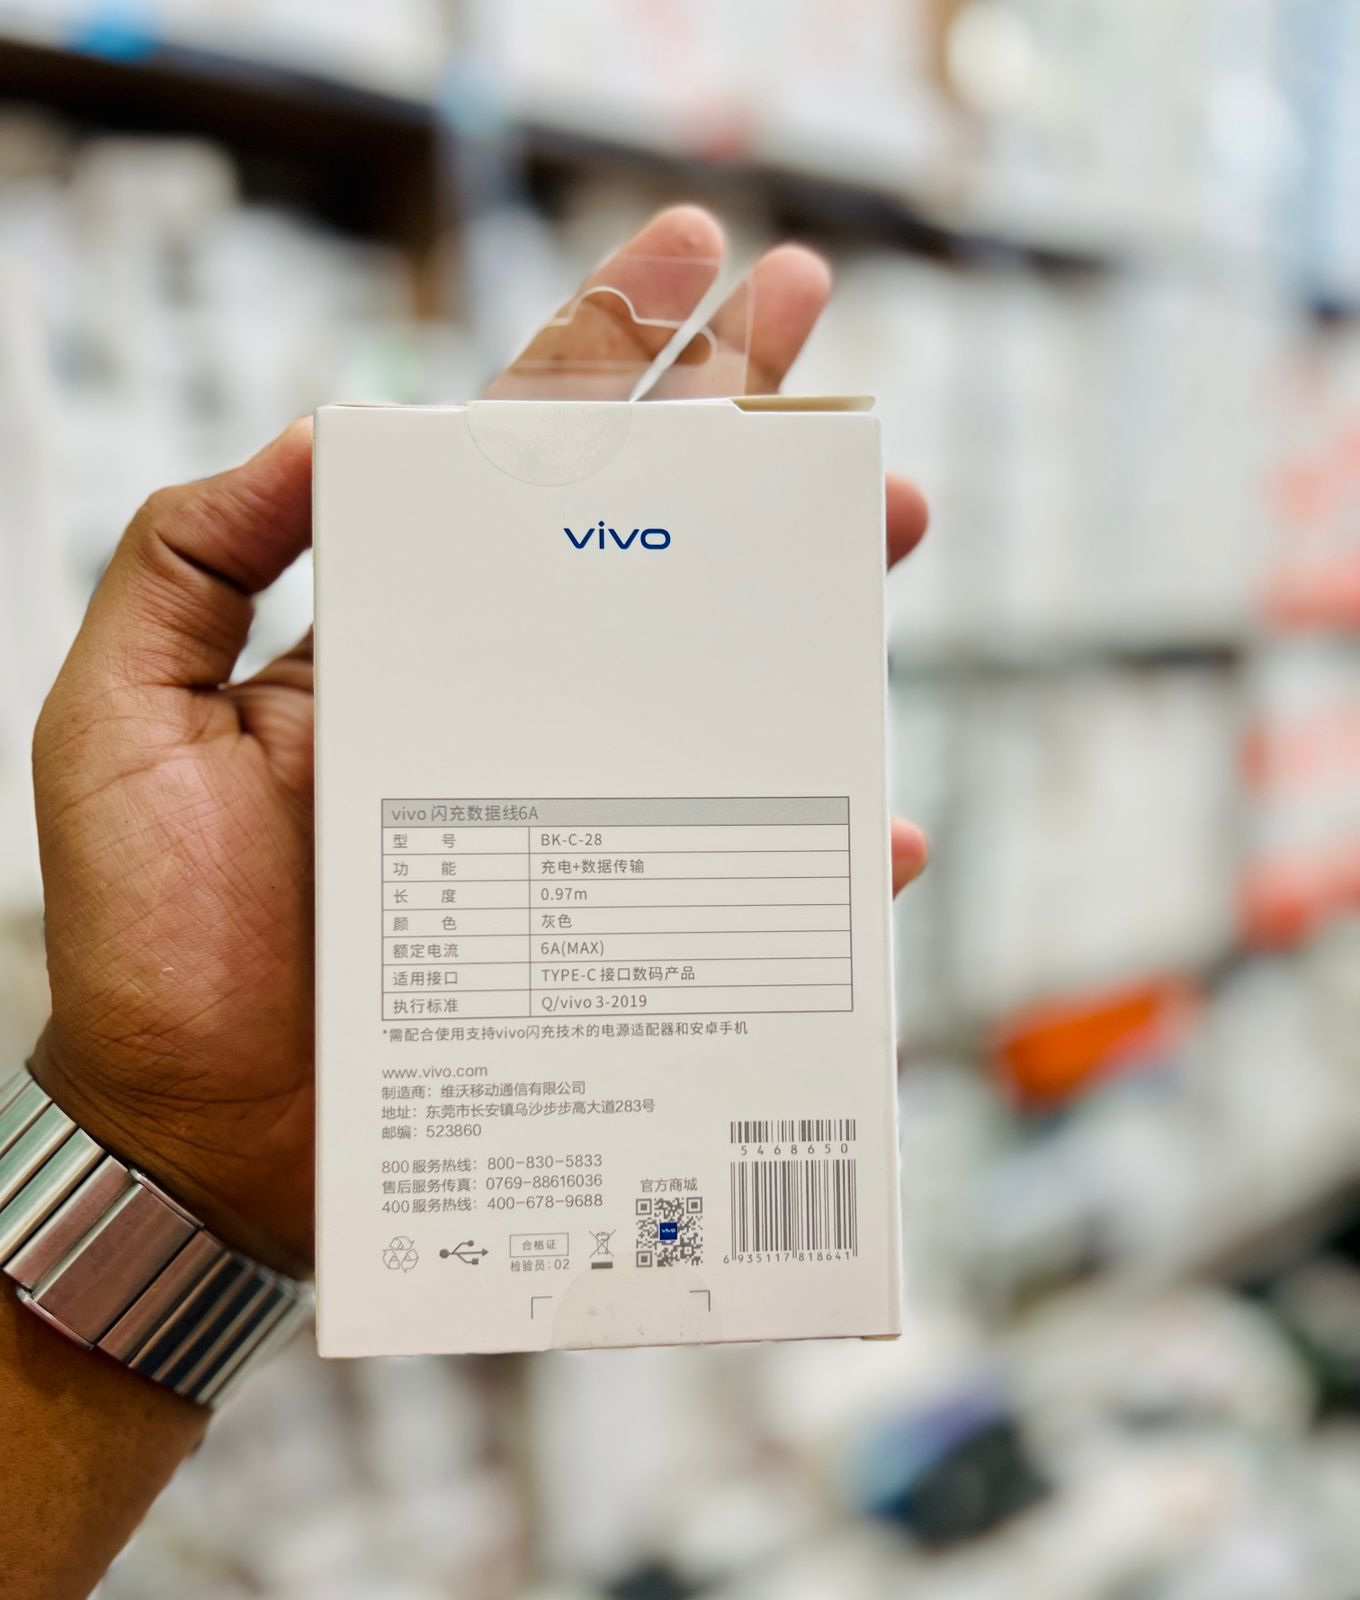 vivo
vivo 闪充数据线6A
型 号 BK-C-28
功 能 充电+数据传输
长 度 0.97m
颜 色 灰色
额定电流 6A(MAX)
适用接口 TYPE-C 接口数码产品
执行标准 Q/vivo 3-2019
*需配合使用支持vivo闪充技术的电源适配器和安卓手机
www.vivo.com
制造商：维沃移动通信有限公司
地址：东莞市长安镇乌沙步步高大道283号
邮编：523860
5468650
800服务热线：800-830-5833
售后服务传真：0769-88616036
400服务热线：400-678-9688
官方商城
vivo
合格证
检验员：02
6 935117 818641